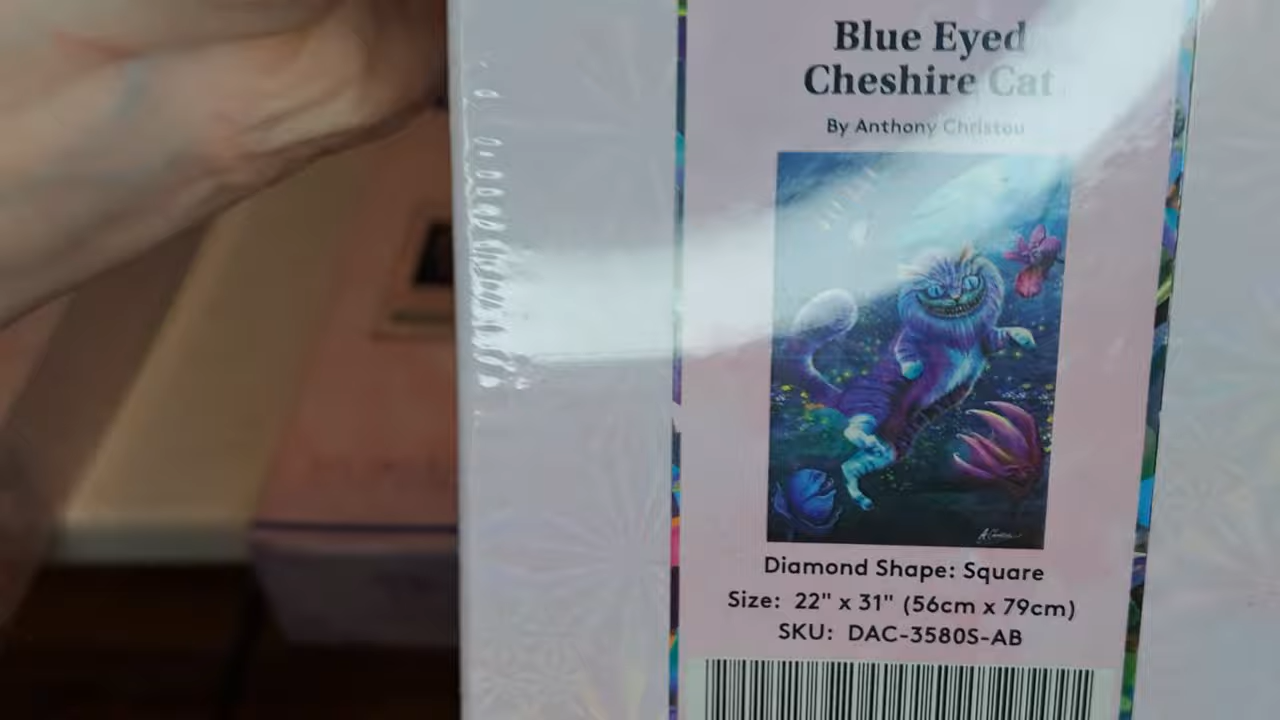 Blue Eyed
Cheshire Cat
By Anthony Christou
Diamond Shape: Square
Size: 22" x 31" (56cm x 79cm)
SKU: DAC-3580S-AB